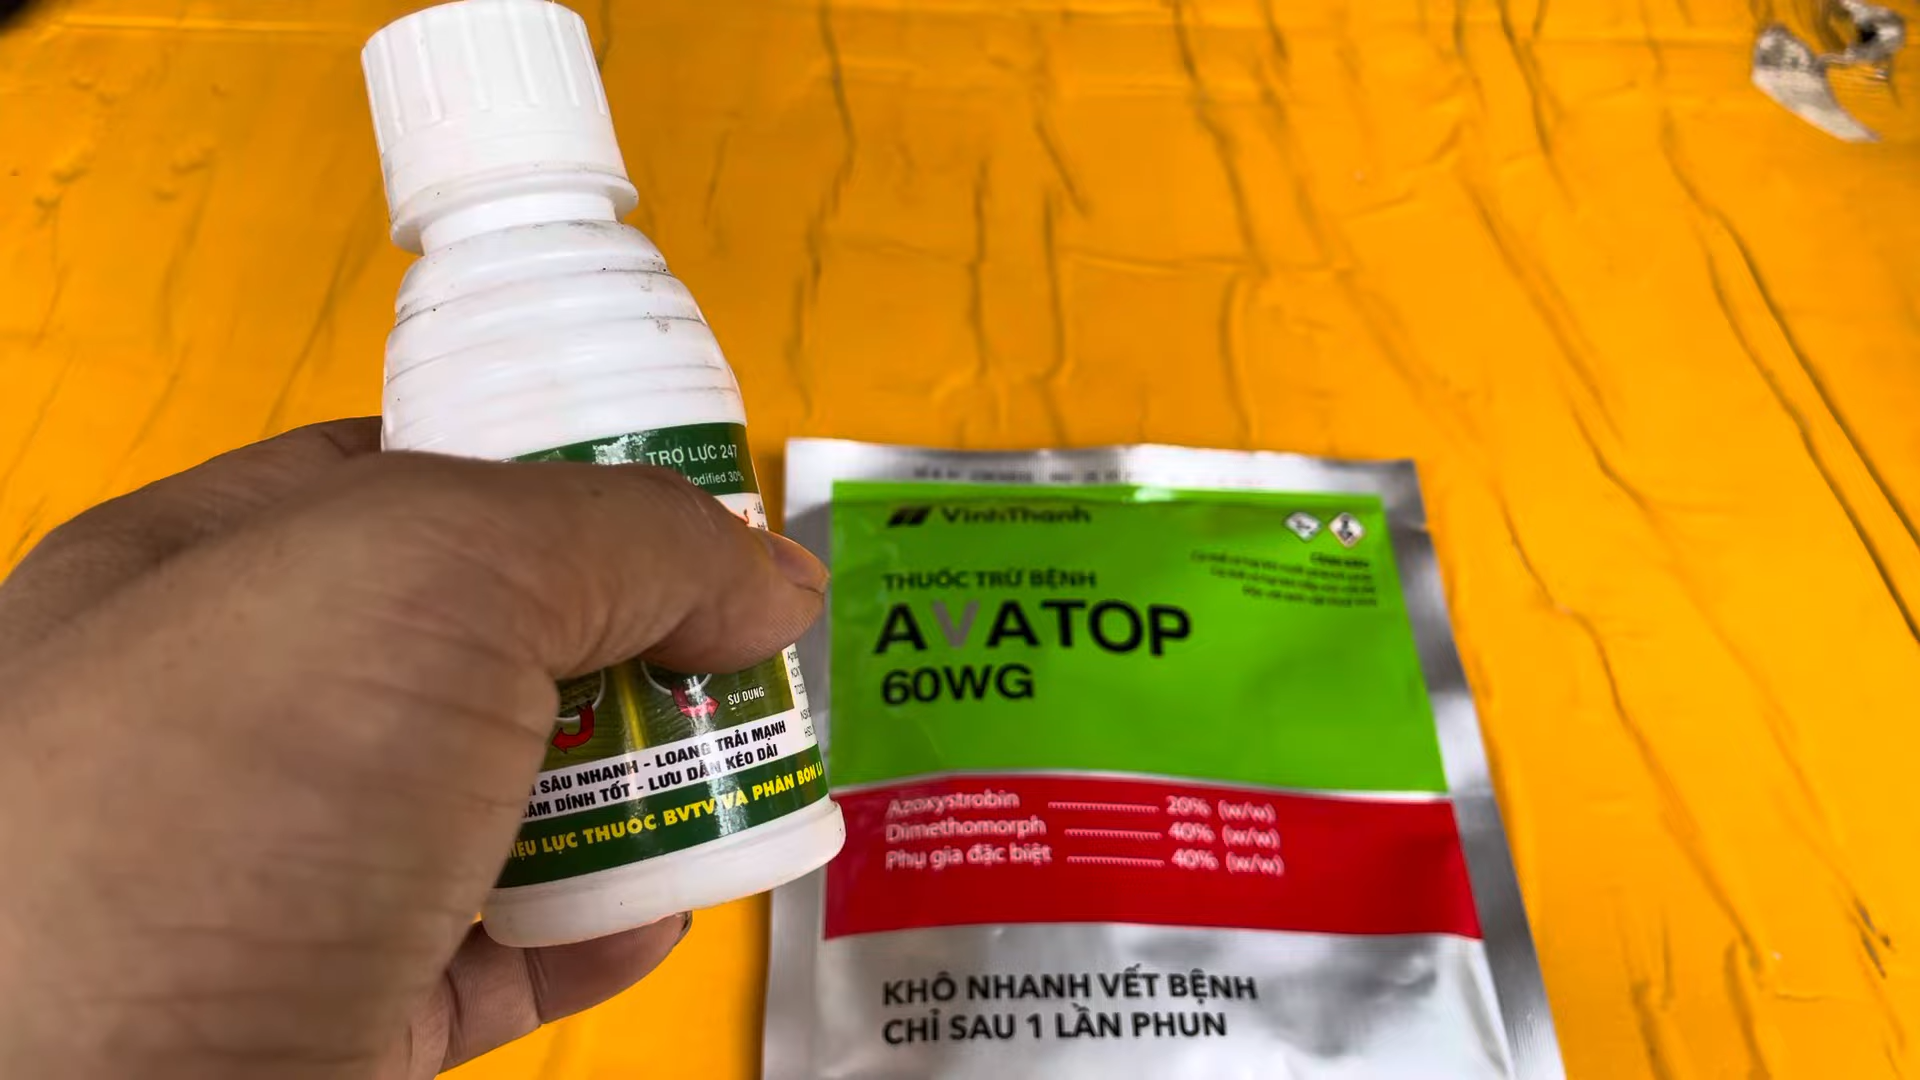 TRỢ LỰC 247
Modified 30%
SỬ DỤNG
SÂU NHANH - LOANG TRẢI MẠNH
BÁM DÍNH TỐT - LƯU DẪN KÉO DÀI
HIỆU LỰC THUỐC BVTV VÀ PHÂN BÓN LÁ
VinhThanh
THUỐC TRỪ BỆNH
AVATOP
60WG
Azoxystrobin ........................ 20% (w/w)
Dimethomorph ..................... 40% (w/w)
Phụ gia đặc biệt ..................... 40% (w/w)
KHÔ NHANH VẾT BỆNH
CHỈ SAU 1 LẦN PHUN